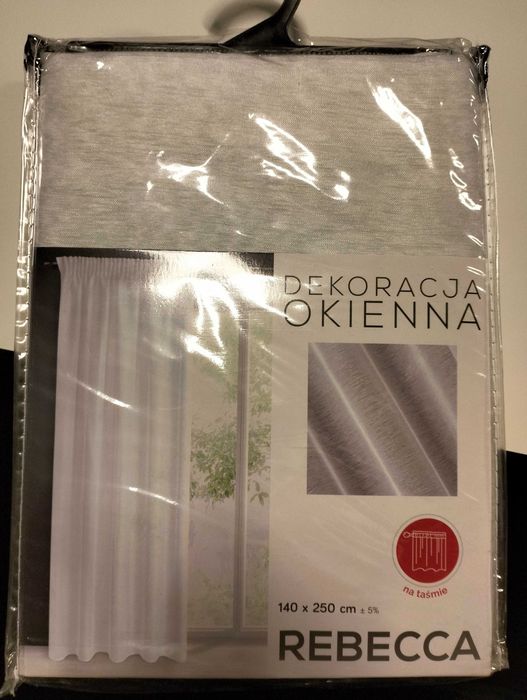 DEKORACJA
OKIENNA
na taśmie
140 x 250 cm ± 5%
REBECCA